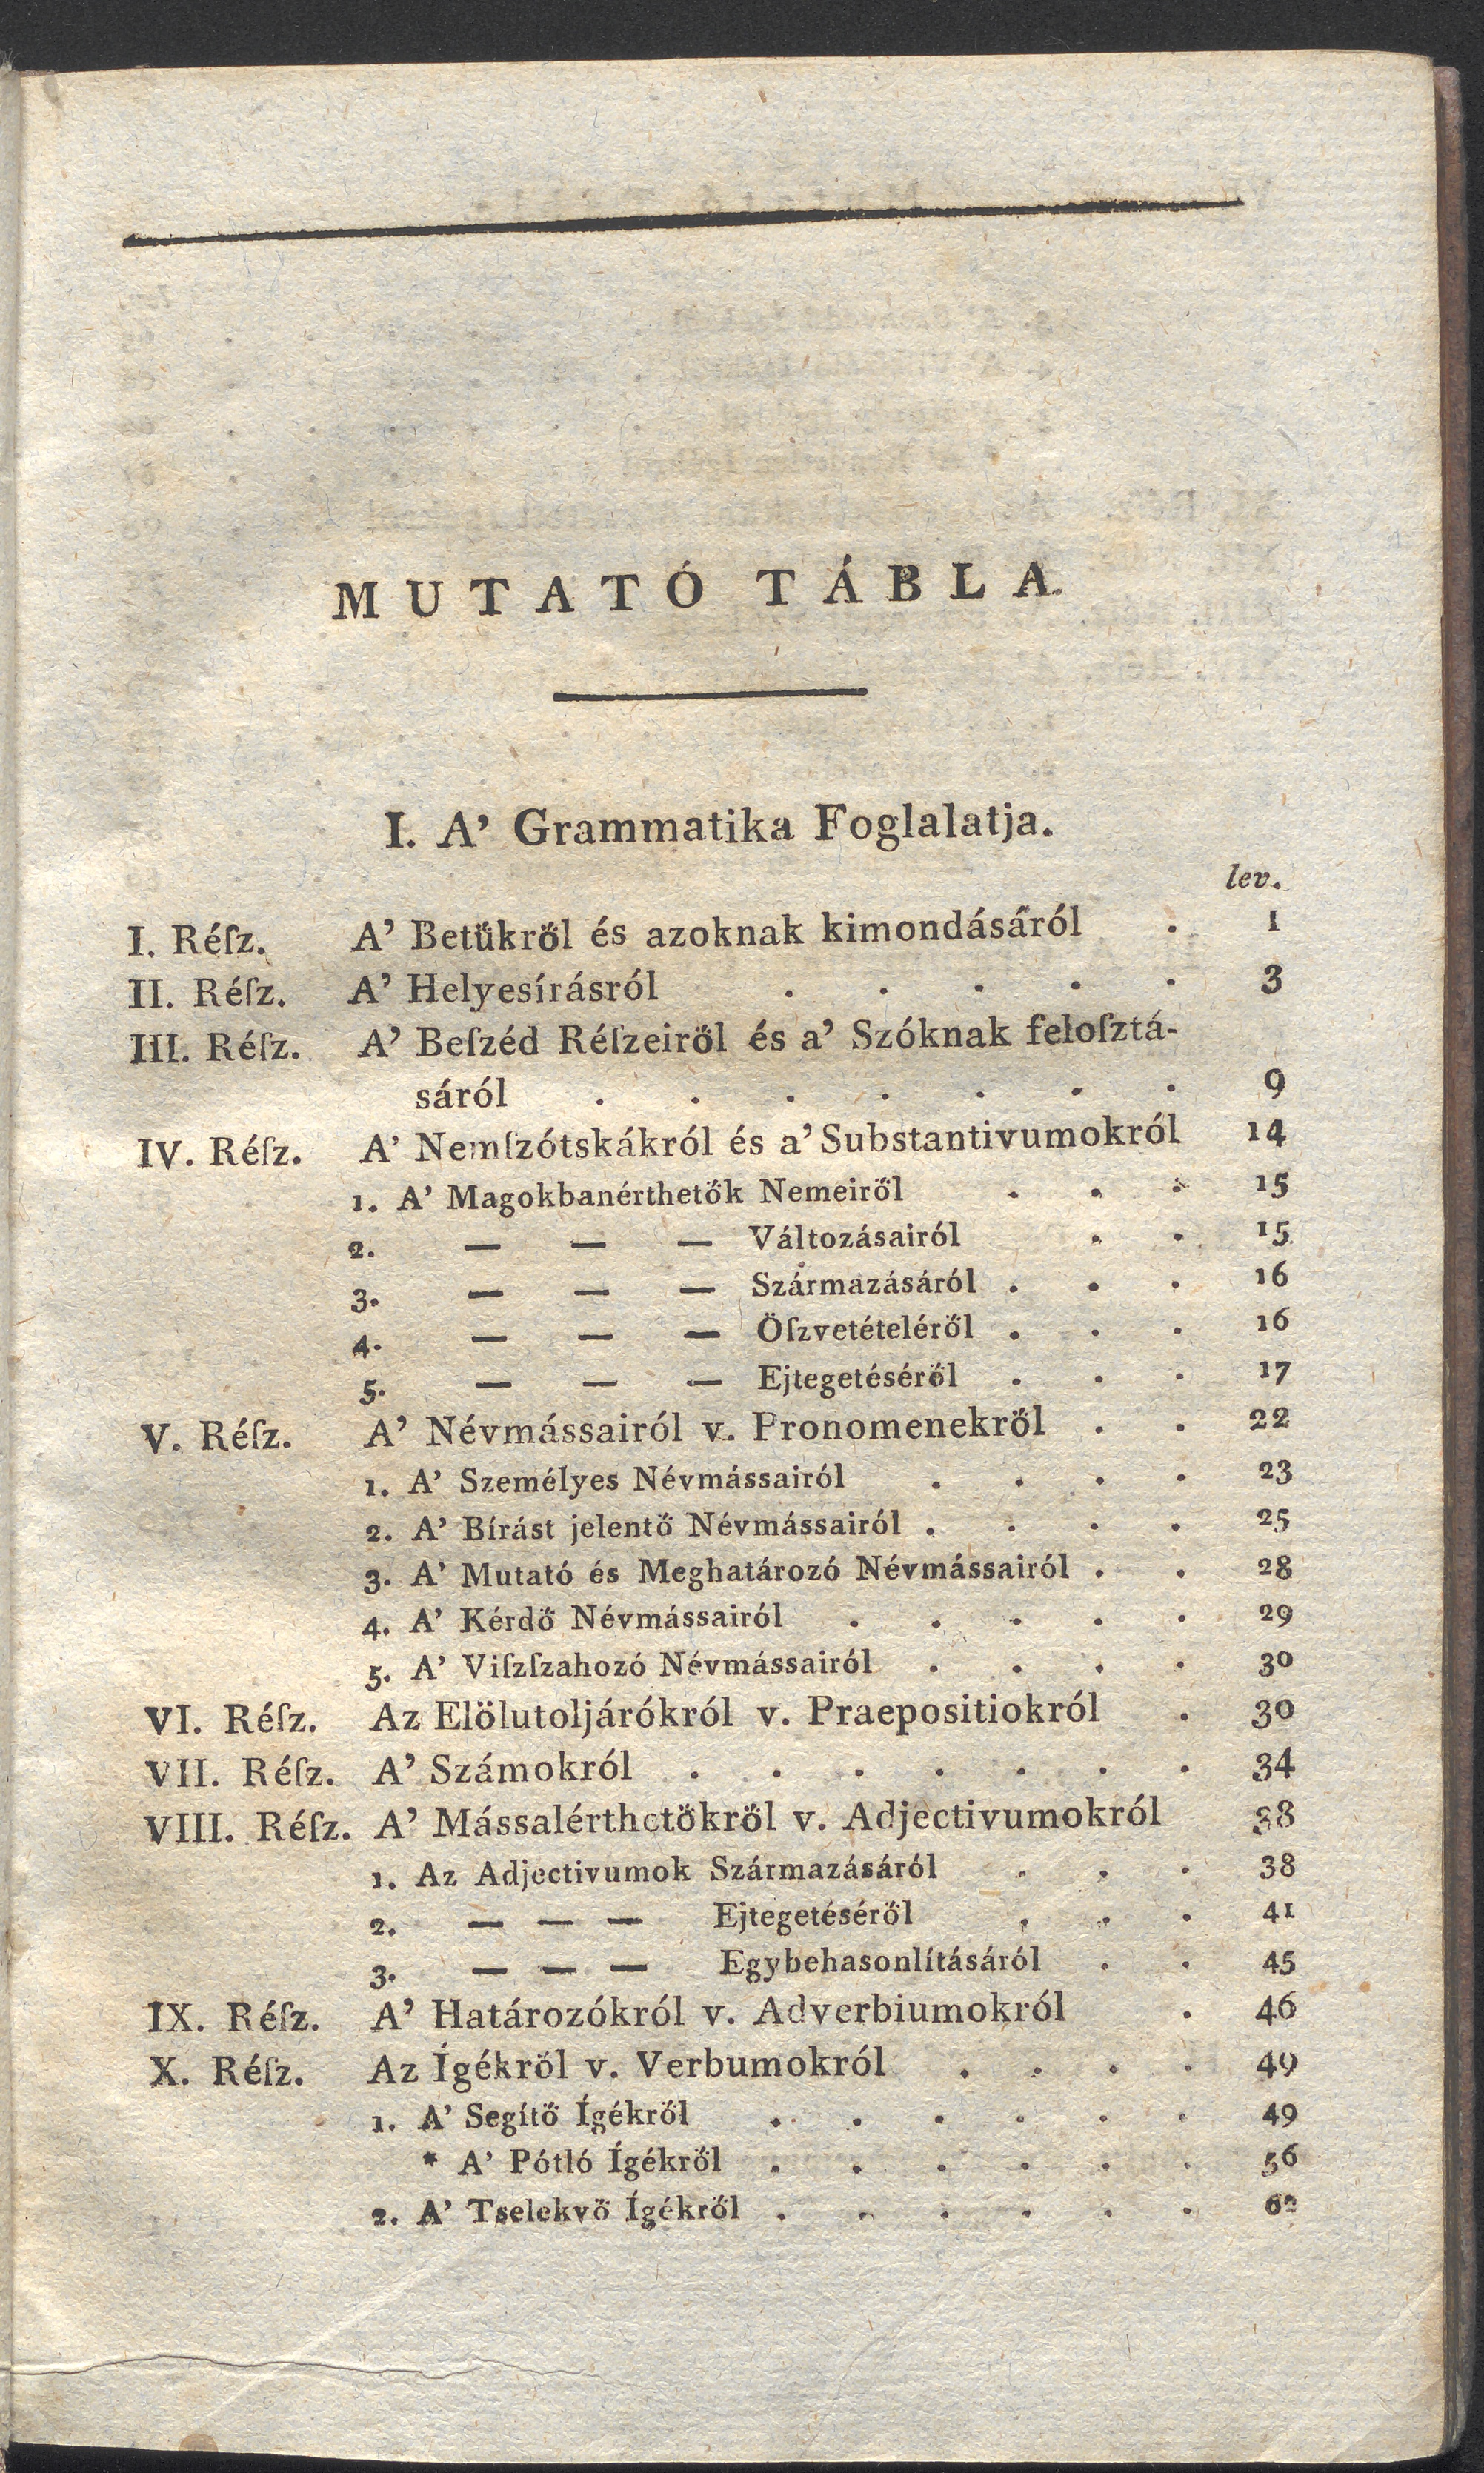 MUTATÓ TÁBLA.
I. A’ Grammatika Foglalatja.
lev.
I. Réſz. A’ Betűkről és azoknak kimondásáról . 1
II. Réſz. A’ Helyesírásról . . . . . 3
III. Réſz. A’ Beſzéd Réſzeiről és a’ Szóknak feloſztá-
sáról . . . . . . . 9
IV. Réſz. A’ Nemſzótskákról és a’ Substantivumokról 14
1. A’ Magokbanérthetők Nemeiről . . . 15
2. — — — Változásairól . . 15
3. — — — Származásáról . . . 16
4. — — — Öſzvetételéről . . . 16
5. — — — Ejtegetéséről . . . 17
V. Réſz. A’ Névmássairól v. Pronomenekről . . 22
1. A’ Személyes Névmássairól . . . . 23
2. A’ Bírást jelentő Névmássairól . . . . 25
3. A’ Mutató és Meghatározó Névmássairól . . 28
4. A’ Kérdő Névmássairól . . . . . 29
5. A’ Viſzſzahozó Névmássairól . . . . 30
VI. Réſz. Az Elölutoljárókról v. Praepositiokról . 30
VII. Réſz. A’ Számokról . . . . . . . 34
VIII. Réſz. A’ Mássalérthetőkről v. Adjectivumokról 38
1. Az Adjectivumok Származásáról . . . 38
2. — — — Ejtegetéséről . . . 41
3. — — — Egybehasonlításáról . . 45
IX. Réſz. A’ Határozókról v. Adverbiumokról . 46
X. Réſz. Az Ígékről v. Verbumokról . . . . 49
1. A’ Segítő Ígékről . . . . . . 49
* A’ Pótló Ígékről . . . . . . 56
2. A’ Tselekvő Ígékről . . . . . . 62